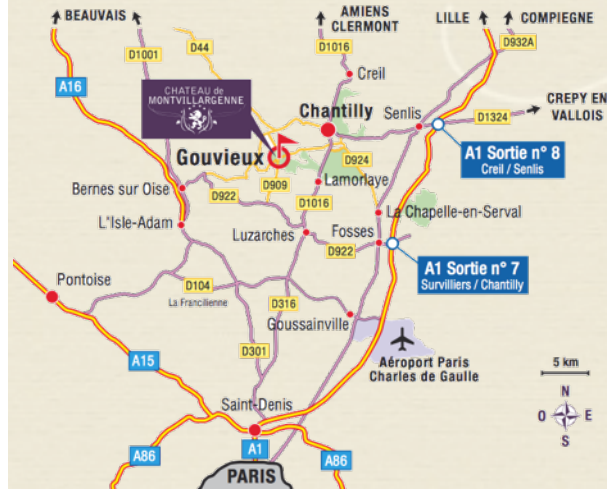 BEAUVAIS
AMIENS
CLERMONT
LILLE
COMPIEGNE
D44
D1016
D932A
D1001
A16
Creil
CHATEAU de
MONTVILLARGENNE
Chantilly
Senlis
D1324
CREPY EN
VALLOIS
Gouvieux
D924
A1 Sortie n° 8
Creil / Senlis
Bernes sur Oise
D922
D909
Lamorlaye
D1016
La Chapelle-en-Serval
L'Isle-Adam
Luzarches
Fosses
D922
A1 Sortie n° 7
Survilliers / Chantilly
Pontoise
D104
La Francilienne
D316
Goussainville
D301
A15
Aéroport Paris
Charles de Gaulle
5 km
N
O
E
S
Saint-Denis
A86
A1
A86
PARIS